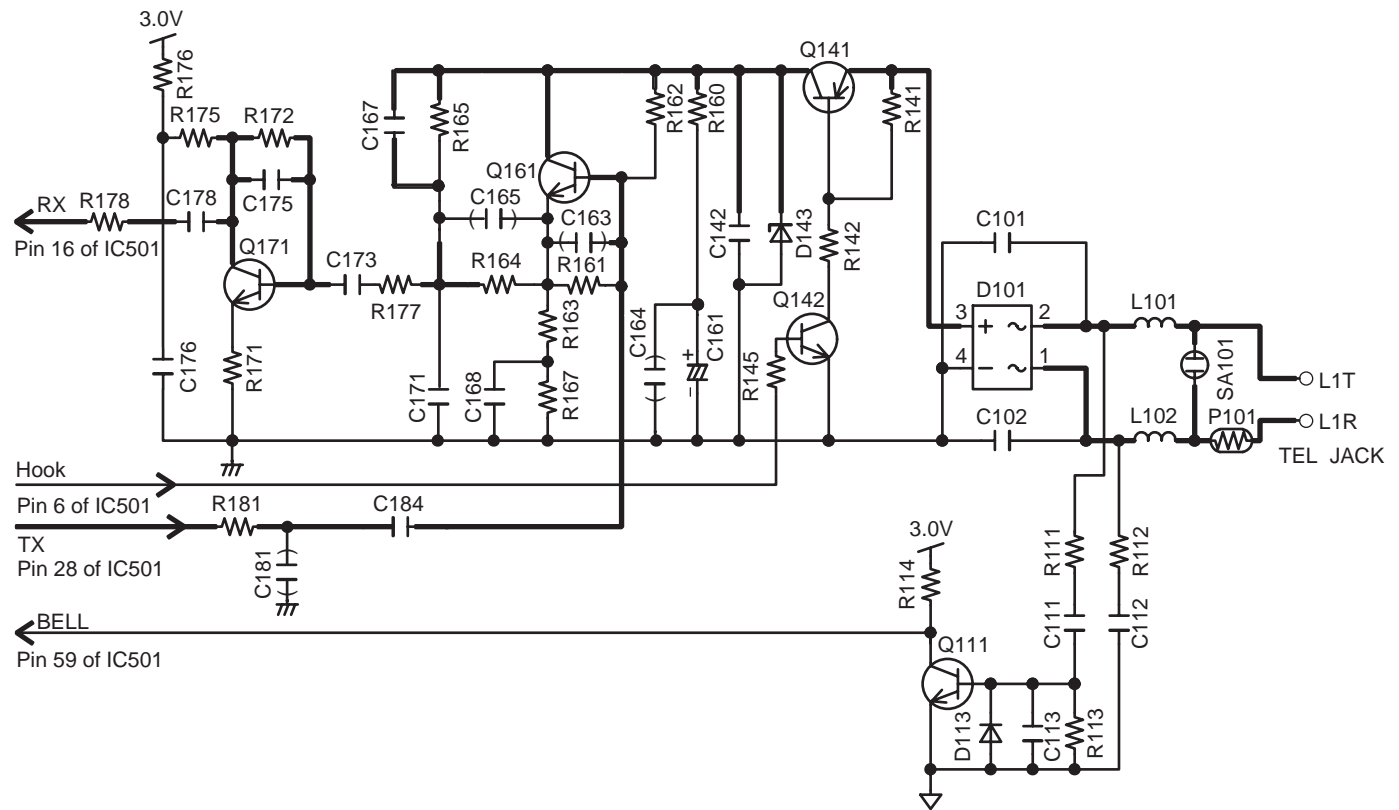 3.0V
R176
R175
R172
C175
RX
R178
C178
Pin 16 of IC501
Q171
C173
R177
C176
R171
C167
R165
Q161
C165
C163
R164
R161
R163
C171
C168
R167
R162
R160
C164
+
C161
−
C142
D143
Q141
R141
R142
Q142
R145
C101
D101
3
+
~
2
4
−
~
1
C102
L101
SA101
L1T
L102
P101
L1R
TEL JACK
Hook
Pin 6 of IC501
R181
C184
TX
Pin 28 of IC501
C181
3.0V
R114
R111
R112
C111
C112
BELL
Pin 59 of IC501
Q111
D113
C113
R113